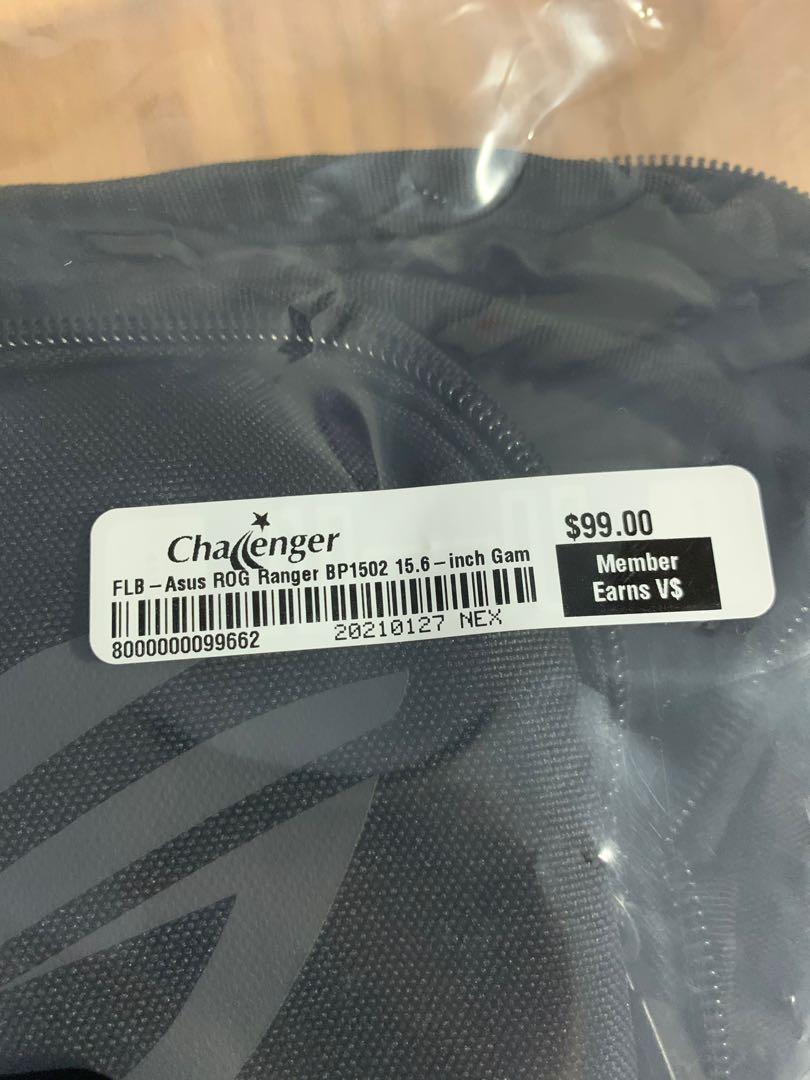 Challenger
$99.00
FLB-Asus ROG Ranger BP1502 15.6-inch Gam
Member
Earns V$
8000000099662
20210127 NEX